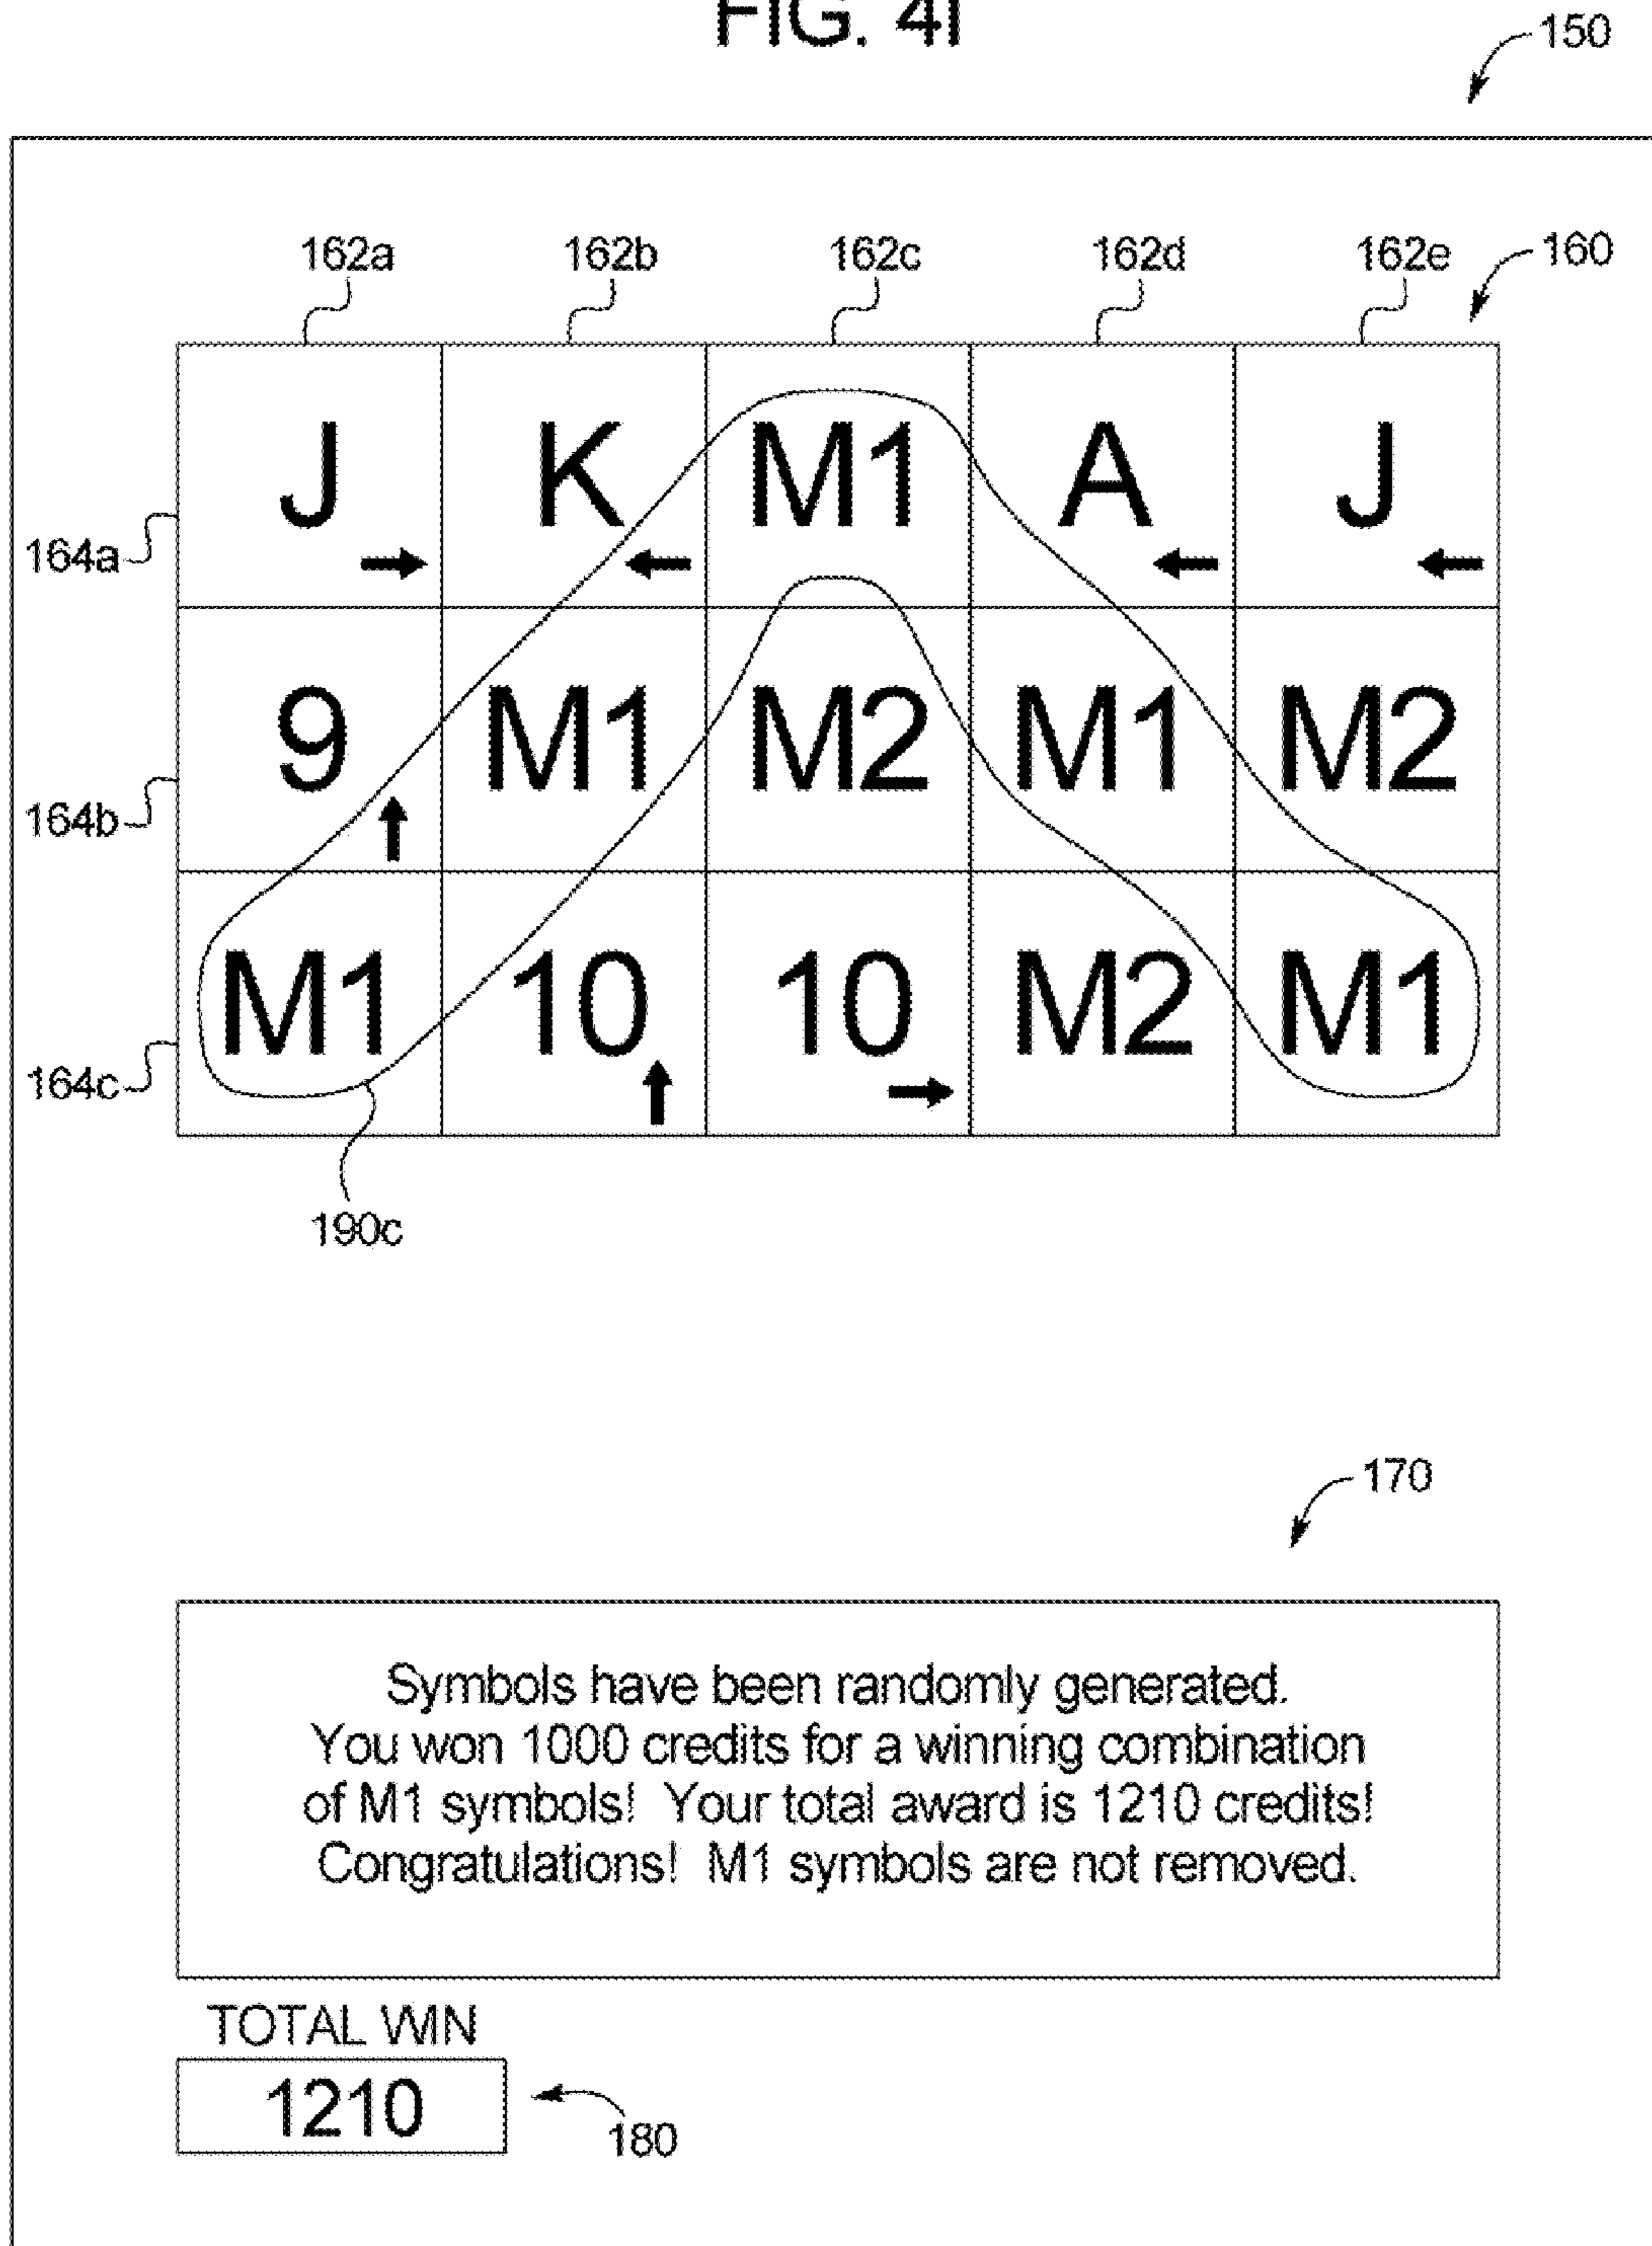 FIG. 4I
150
162a 162b 162c 162d 162e 160
J K M1 A J
164a
9 M1 M2 M1 M2
164b
M1 10 10 M2 M1
164c
190c
170
Symbols have been randomly generated.
You won 1000 credits for a winning combination
of M1 symbols! Your total award is 1210 credits!
Congratulations! M1 symbols are not removed.
TOTAL WIN
1210
180